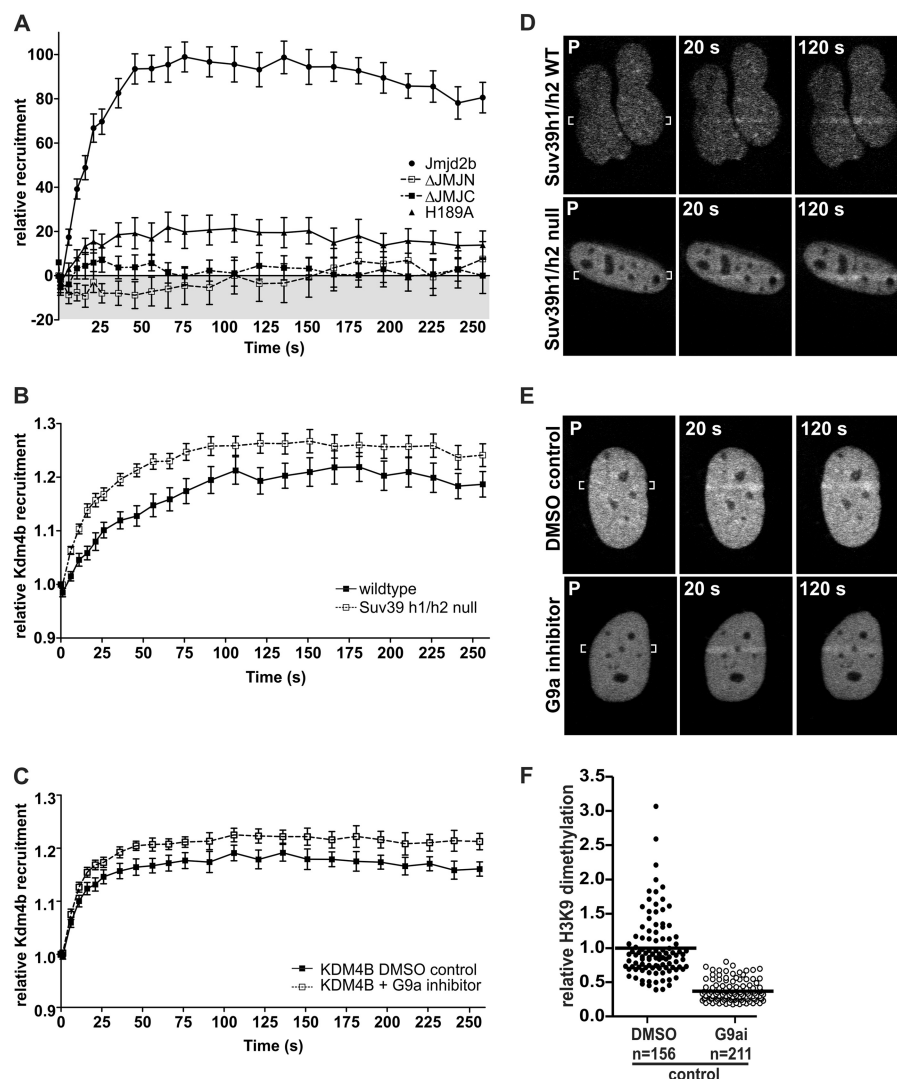 A
relative recruitment
100
80
60
40
20
0
-20
Jmjd2b
ΔJMJN
ΔJMJC
H189A
25 50 75 100 125 150 175 200 225 250
Time (s)
B
relative Kdm4b recruitment
1.3
1.2
1.1
1.0
0.9
wildtype
Suv39 h1/h2 null
0 25 50 75 100 125 150 175 200 225 250
Time (s)
C
relative Kdm4b recruitment
1.3
1.2
1.1
1.0
0.9
KDM4B DMSO control
KDM4B + G9a inhibitor
0 25 50 75 100 125 150 175 200 225 250
Time (s)
D
Suv39h1/h2 WT
P 20 s 120 s
Suv39h1/h2 null
P 20 s 120 s
E
DMSO control
P 20 s 120 s
G9a inhibitor
P 20 s 120 s
F
relative H3K9 dimethylation
3.5
3.0
2.5
2.0
1.5
1.0
0.5
0.0
DMSO G9ai
n=156 n=211
control